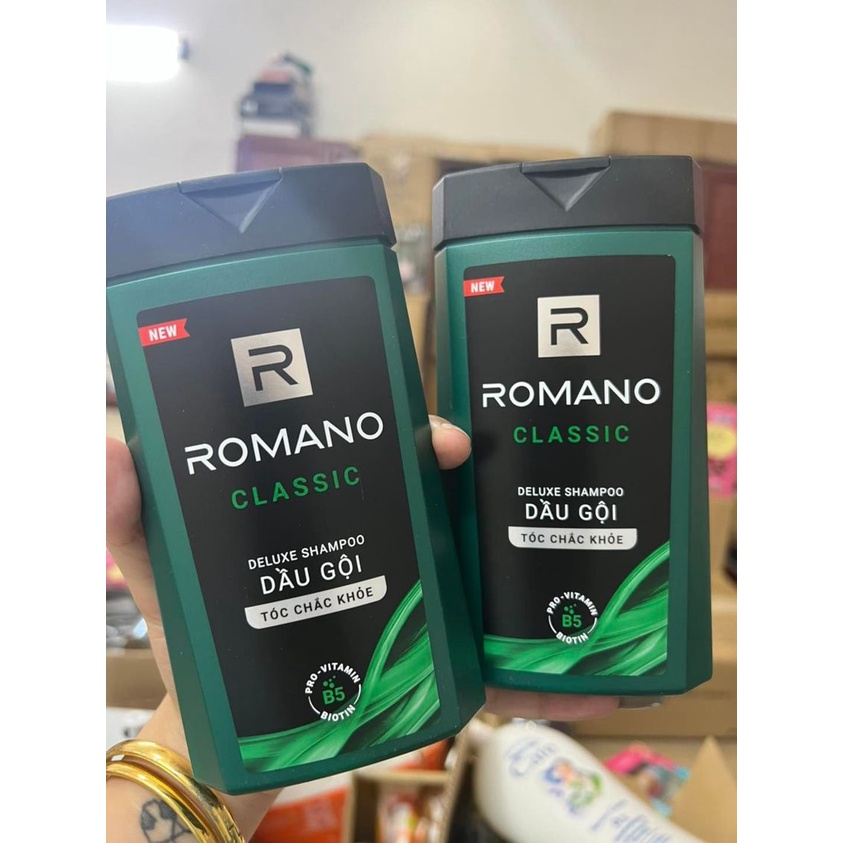 NEW
R
ROMANO
CLASSIC
DELUXE SHAMPOO
DẦU GỘI
TÓC CHẮC KHỎE
PRO-VITAMIN
B5
BIOTIN
NEW
R
ROMANO
CLASSIC
DELUXE SHAMPOO
DẦU GỘI
TÓC CHẮC KHỎE
PRO-VITAMIN
B5
BIOTIN
Care